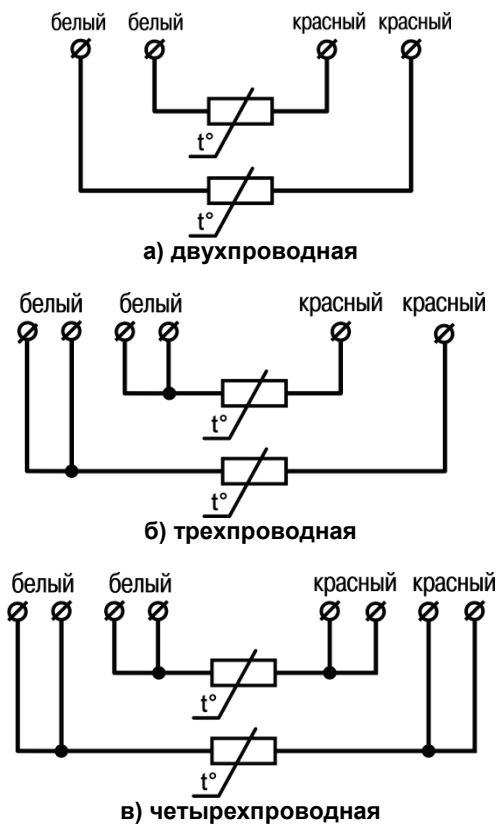 белый белый красный красный
t°
t°
а) двухпроводная
белый белый красный красный
t°
t°
б) трехпроводная
белый белый красный красный
t°
t°
в) четырехпроводная